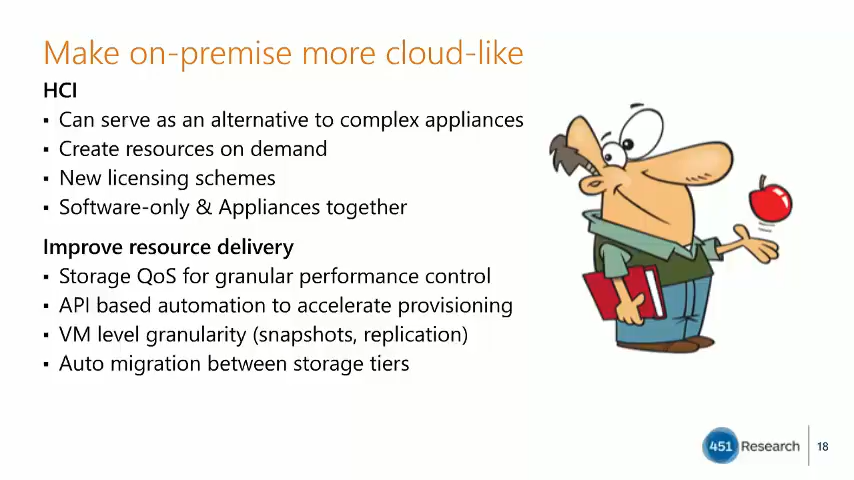 Make on-premise more cloud-like
HCI
▪ Can serve as an alternative to complex appliances
▪ Create resources on demand
▪ New licensing schemes
▪ Software-only & Appliances together
Improve resource delivery
▪ Storage QoS for granular performance control
▪ API based automation to accelerate provisioning
▪ VM level granularity (snapshots, replication)
▪ Auto migration between storage tiers
451 Research
18